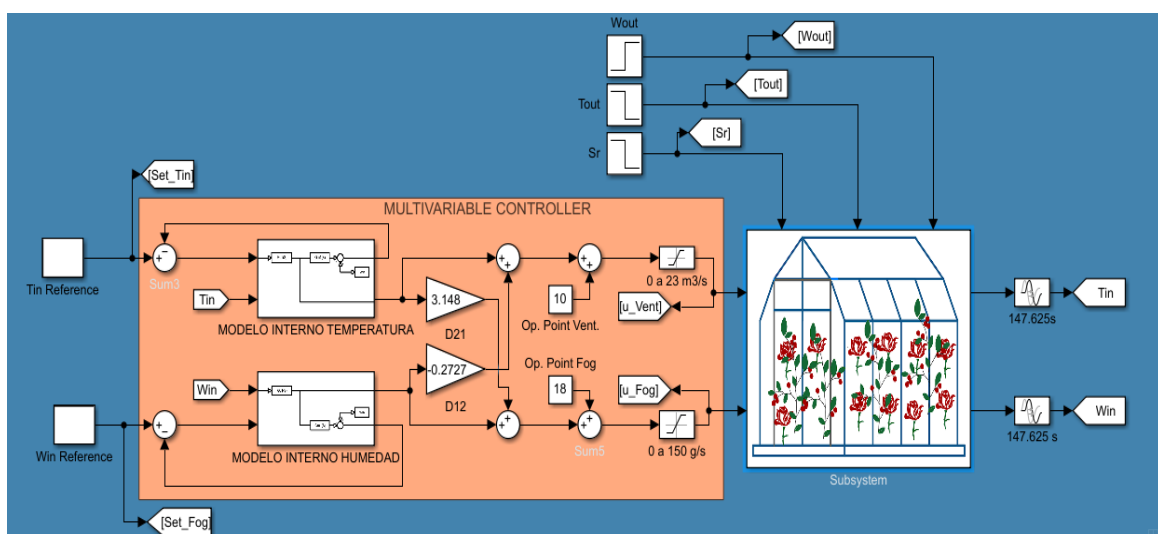 Wout
[Wout]
Tout
[Tout]
Sr
[Sr]
[Set_Tin]
MULTIVARIABLE CONTROLLER
Tin Reference
Sum3
Tin
MODELO INTERNO TEMPERATURA
3.148
D21
10
Op. Point Vent.
0 a 23 m3/s
[u_Vent]
147.625s
Tin
Win
-0.2727
D12
Op. Point Fog
18
[u_Fog]
Win Reference
MODELO INTERNO HUMEDAD
Sum5
0 a 150 g/s
147.625 s
Win
Subsystem
[Set_Fog]